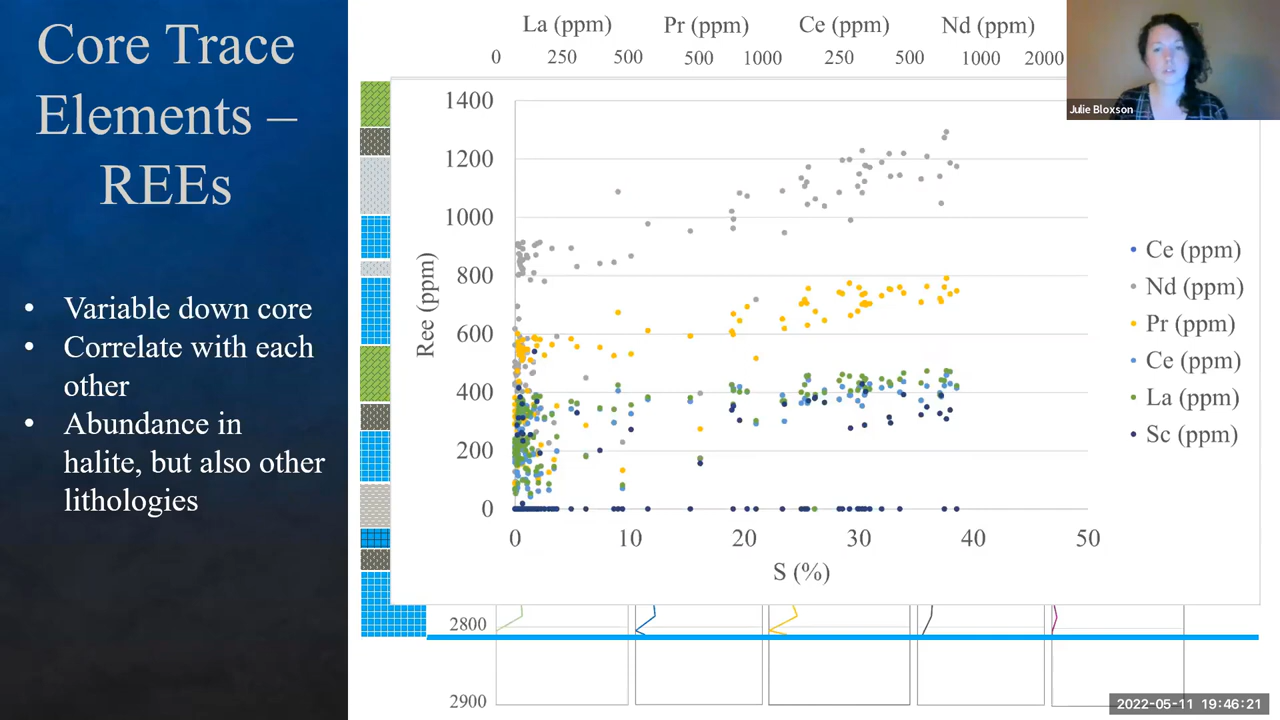 Core Trace
Elements –
REEs
• Variable down core
• Correlate with each
other
• Abundance in
halite, but also other
lithologies
La (ppm) Pr (ppm) Ce (ppm) Nd (ppm)
0 250 500 500 1000 250 500 1000 2000
Julie Bloxson
1400
1200
1000
800
600
400
200
0
Ree (ppm)
0 10 20 30 40 50
S (%)
Ce (ppm)
Nd (ppm)
Pr (ppm)
Ce (ppm)
La (ppm)
Sc (ppm)
2800
2900
2022-05-11 19:46:21